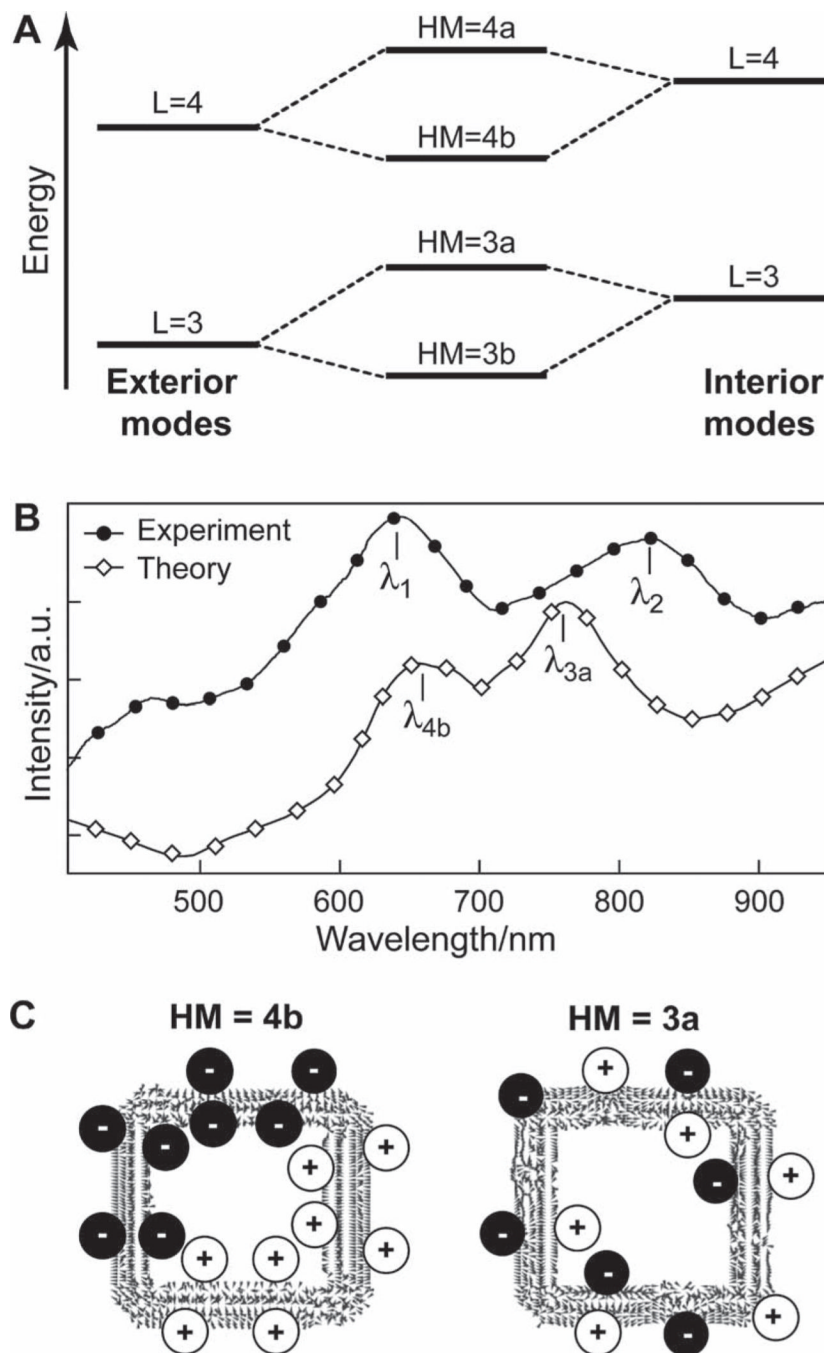 A
HM=4a
L=4
L=4
HM=4b
HM=3a
L=3
L=3
HM=3b
Energy
Exterior
modes
Interior
modes
B
Experiment
Theory
λ1
λ2
λ3a
λ4b
Intensity/a.u.
500
600
700
800
900
Wavelength/nm
C
HM = 4b
HM = 3a
- -
+ -
-
- - -
-
+
+
+
-
+
+
- -
+
+
-
+
+
+
-
+
+
+
-
+
-